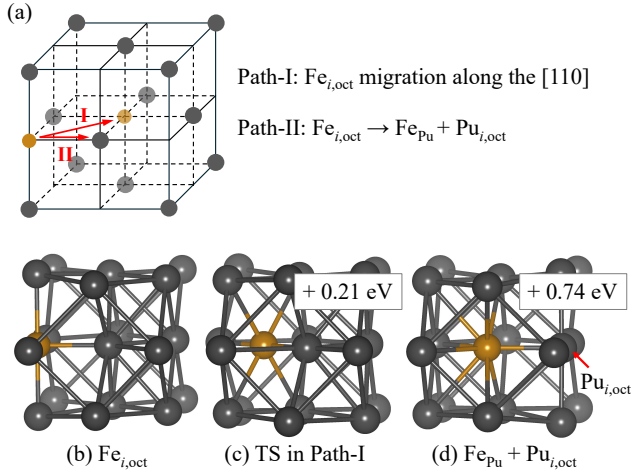 (a)
Path-I: Fe_{i,oct} migration along the [110]
I
Path-II: Fe_{i,oct} → Fe_{Pu} + Pu_{i,oct}
II
+ 0.21 eV
+ 0.74 eV
Pu_{i,oct}
(b) Fe_{i,oct}
(c) TS in Path-I
(d) Fe_{Pu} + Pu_{i,oct}